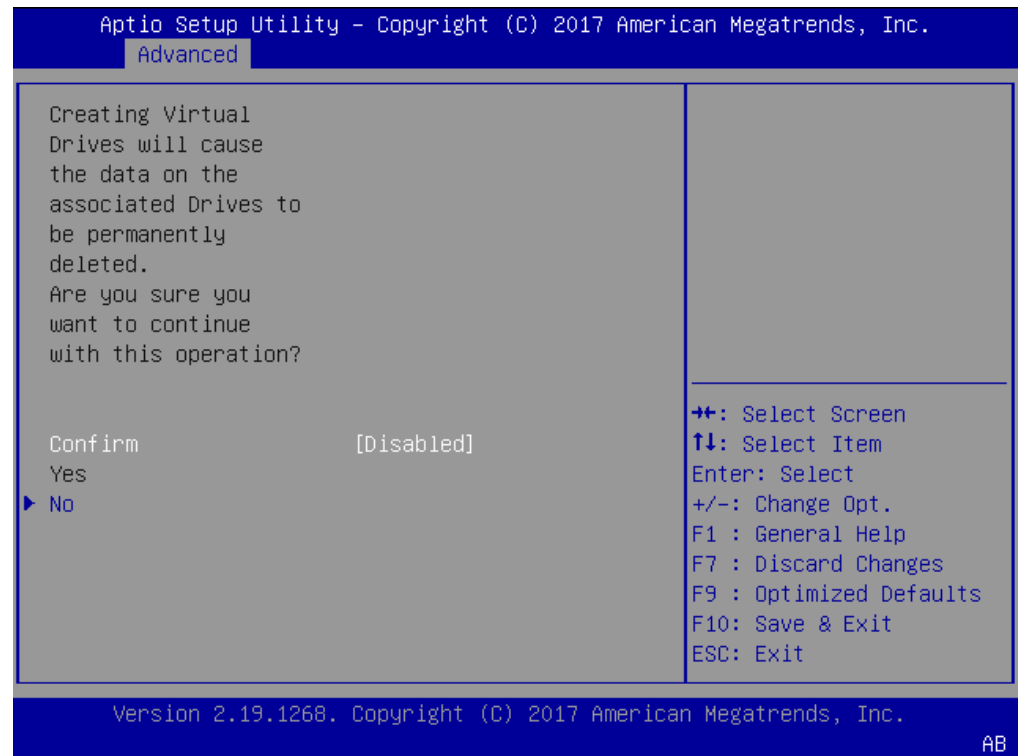 Aptio Setup Utility – Copyright (C) 2017 American Megatrends, Inc.
Advanced
Creating Virtual
Drives will cause
the data on the
associated Drives to
be permanently
deleted.
Are you sure you
want to continue
with this operation?
Confirm [Disabled]
Yes
No
→←: Select Screen
↑↓: Select Item
Enter: Select
+/-: Change Opt.
F1 : General Help
F7 : Discard Changes
F9 : Optimized Defaults
F10: Save & Exit
ESC: Exit
Version 2.19.1268. Copyright (C) 2017 American Megatrends, Inc.
AB